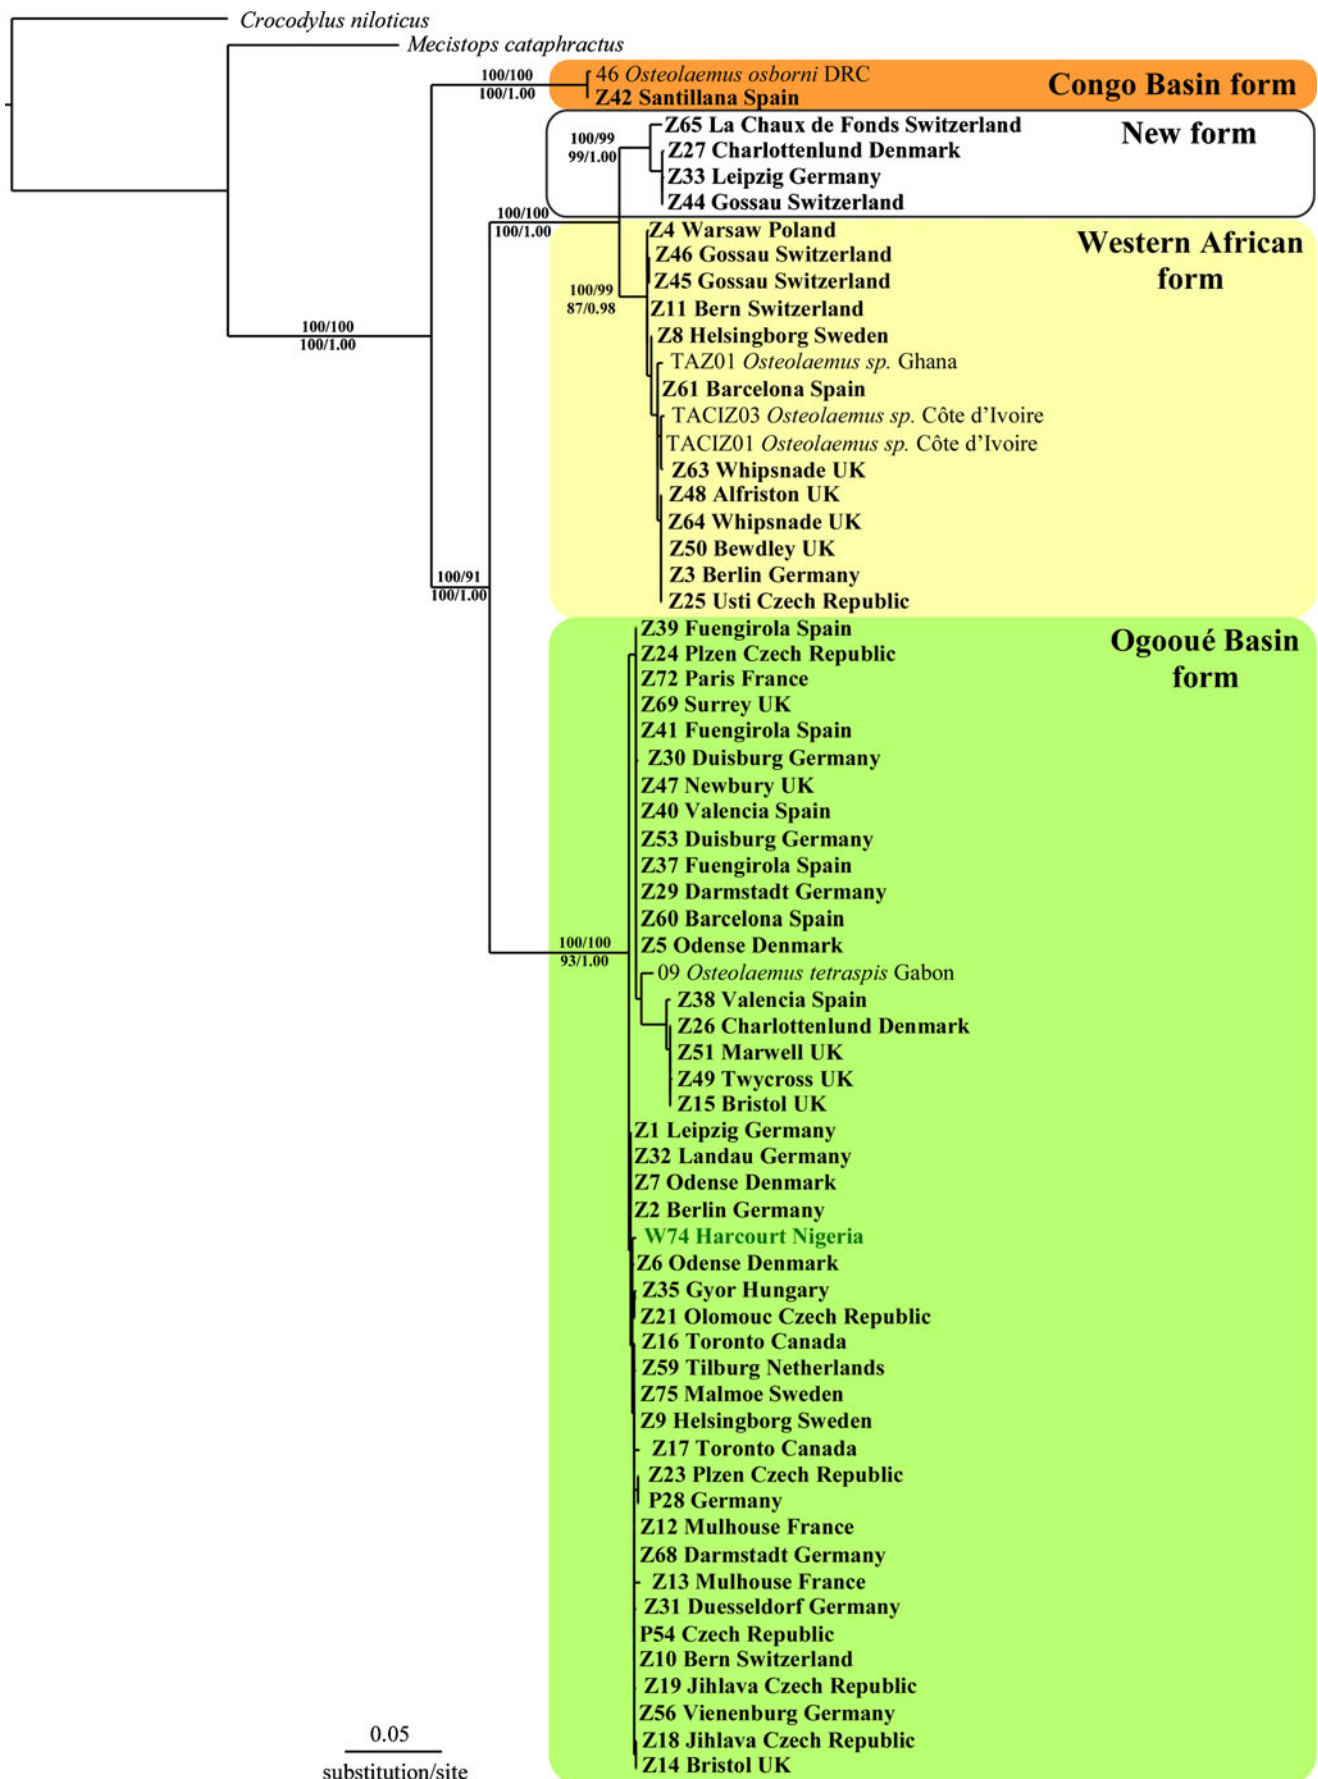 Crocodylus niloticus
Mecistops cataphractus
46 Osteolaemus osborni DRC
Z42 Santillana Spain
100/100
100/1.00
Congo Basin form
Z65 La Chaux de Fonds Switzerland
Z27 Charlottenlund Denmark
Z33 Leipzig Germany
Z44 Gossau Switzerland
100/99
99/1.00
New form
100/100
100/1.00
Z4 Warsaw Poland
Z46 Gossau Switzerland
Z45 Gossau Switzerland
Z11 Bern Switzerland
Z8 Helsingborg Sweden
TAZ01 Osteolaemus sp. Ghana
Z61 Barcelona Spain
TACIZ03 Osteolaemus sp. Côte d'Ivoire
TACIZ01 Osteolaemus sp. Côte d'Ivoire
Z63 Whipsnade UK
Z48 Alfriston UK
Z64 Whipsnade UK
Z50 Bewdley UK
Z3 Berlin Germany
Z25 Usti Czech Republic
Western African
form
100/99
87/0.98
100/100
100/1.00
100/91
100/1.00
Z39 Fuengirola Spain
Z24 Plzen Czech Republic
Z72 Paris France
Z69 Surrey UK
Z41 Fuengirola Spain
Z30 Duisburg Germany
Z47 Newbury UK
Z40 Valencia Spain
Z53 Duisburg Germany
Z37 Fuengirola Spain
Z29 Darmstadt Germany
Z60 Barcelona Spain
Z5 Odense Denmark
09 Osteolaemus tetraspis Gabon
Z38 Valencia Spain
Z26 Charlottenlund Denmark
Z51 Marwell UK
Z49 Twycross UK
Z15 Bristol UK
Z1 Leipzig Germany
Z32 Landau Germany
Z7 Odense Denmark
Z2 Berlin Germany
W74 Harcourt Nigeria
Z6 Odense Denmark
Z35 Gyor Hungary
Z21 Olomouc Czech Republic
Z16 Toronto Canada
Z59 Tilburg Netherlands
Z75 Malmoe Sweden
Z9 Helsingborg Sweden
Z17 Toronto Canada
Z23 Plzen Czech Republic
P28 Germany
Z12 Mulhouse France
Z68 Darmstadt Germany
Z13 Mulhouse France
Z31 Duesseldorf Germany
P54 Czech Republic
Z10 Bern Switzerland
Z19 Jihlava Czech Republic
Z56 Vienenburg Germany
Z18 Jihlava Czech Republic
Z14 Bristol UK
Ogooué Basin
form
100/100
93/1.00
0.05
substitution/site